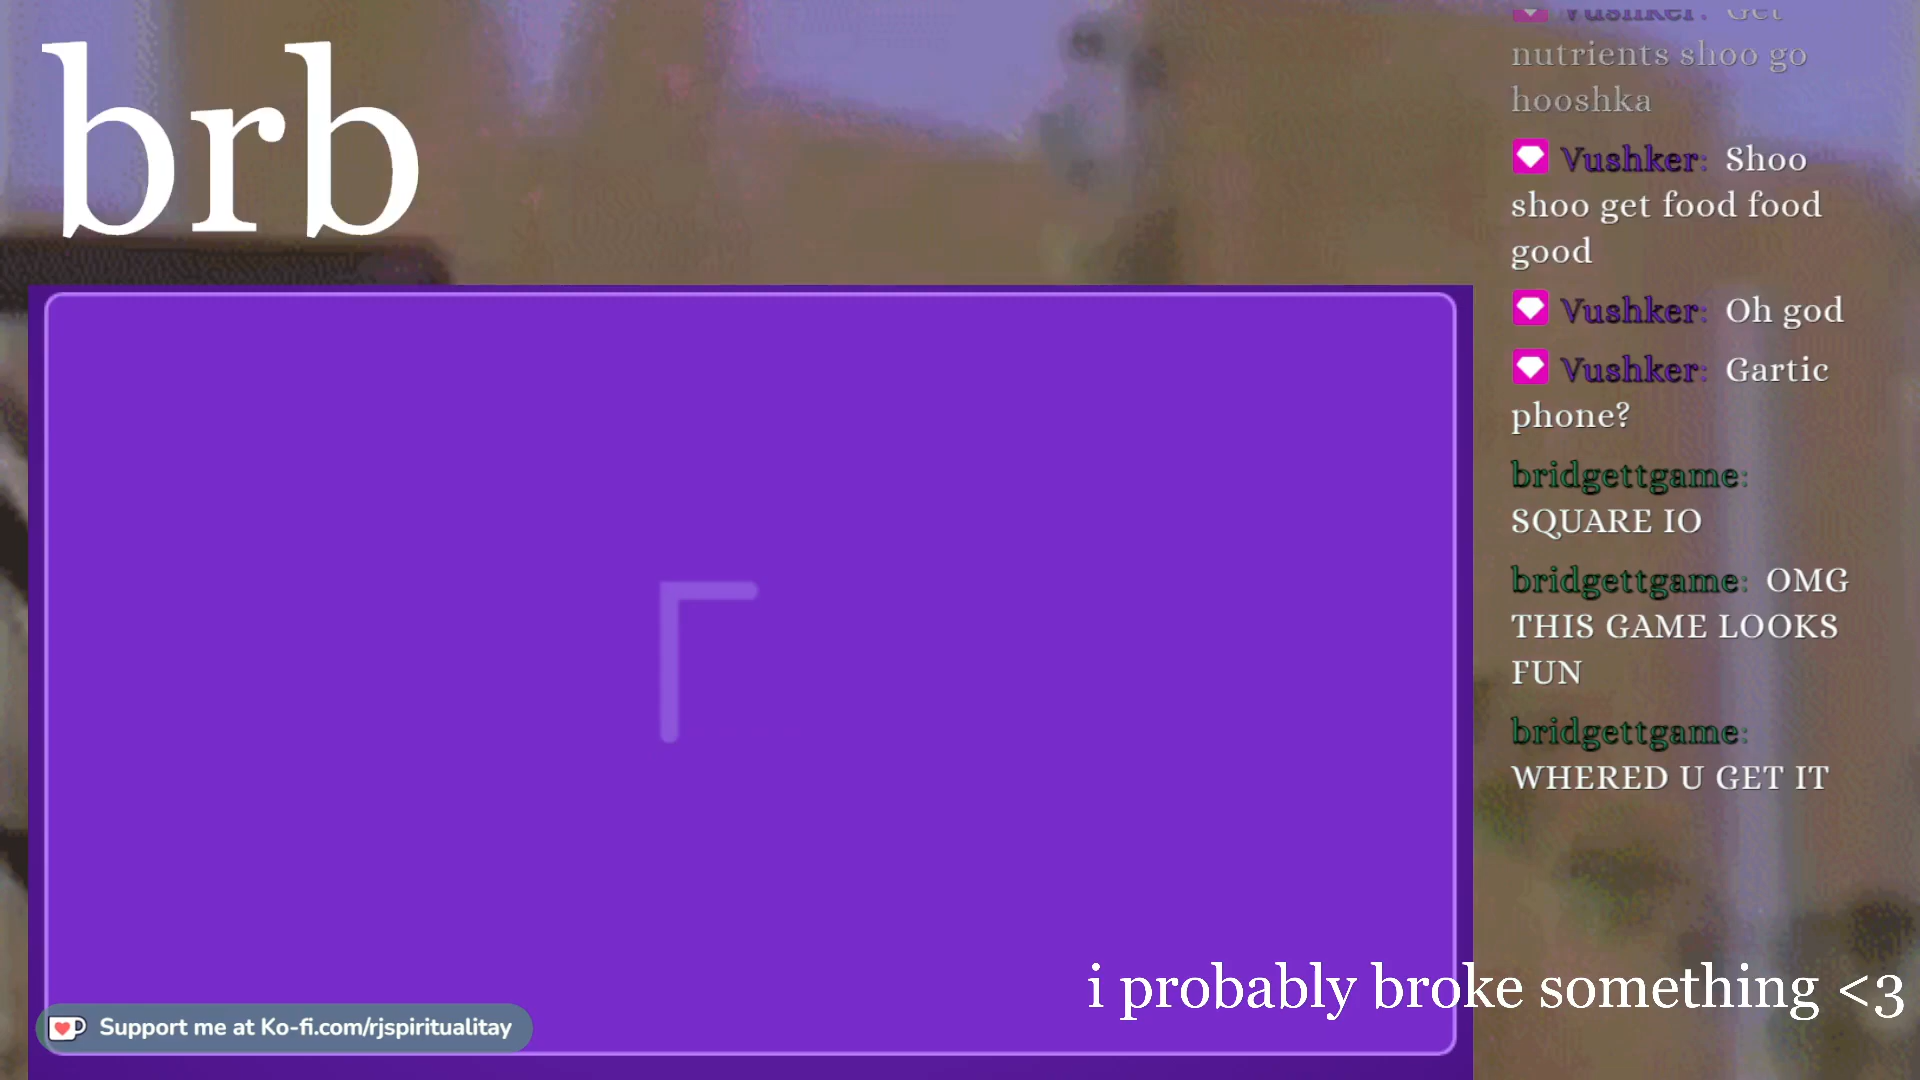 brb
Vushker: Get
nutrients shoo go
hooshka
Vushker: Shoo
shoo get food food
good
Vushker: Oh god
Vushker: Gartic
phone?
bridgettgame:
SQUARE IO
bridgettgame: OMG
THIS GAME LOOKS
FUN
bridgettgame:
WHERED U GET IT
i probably broke something <3
Support me at Ko-fi.com/rjspiritualitay